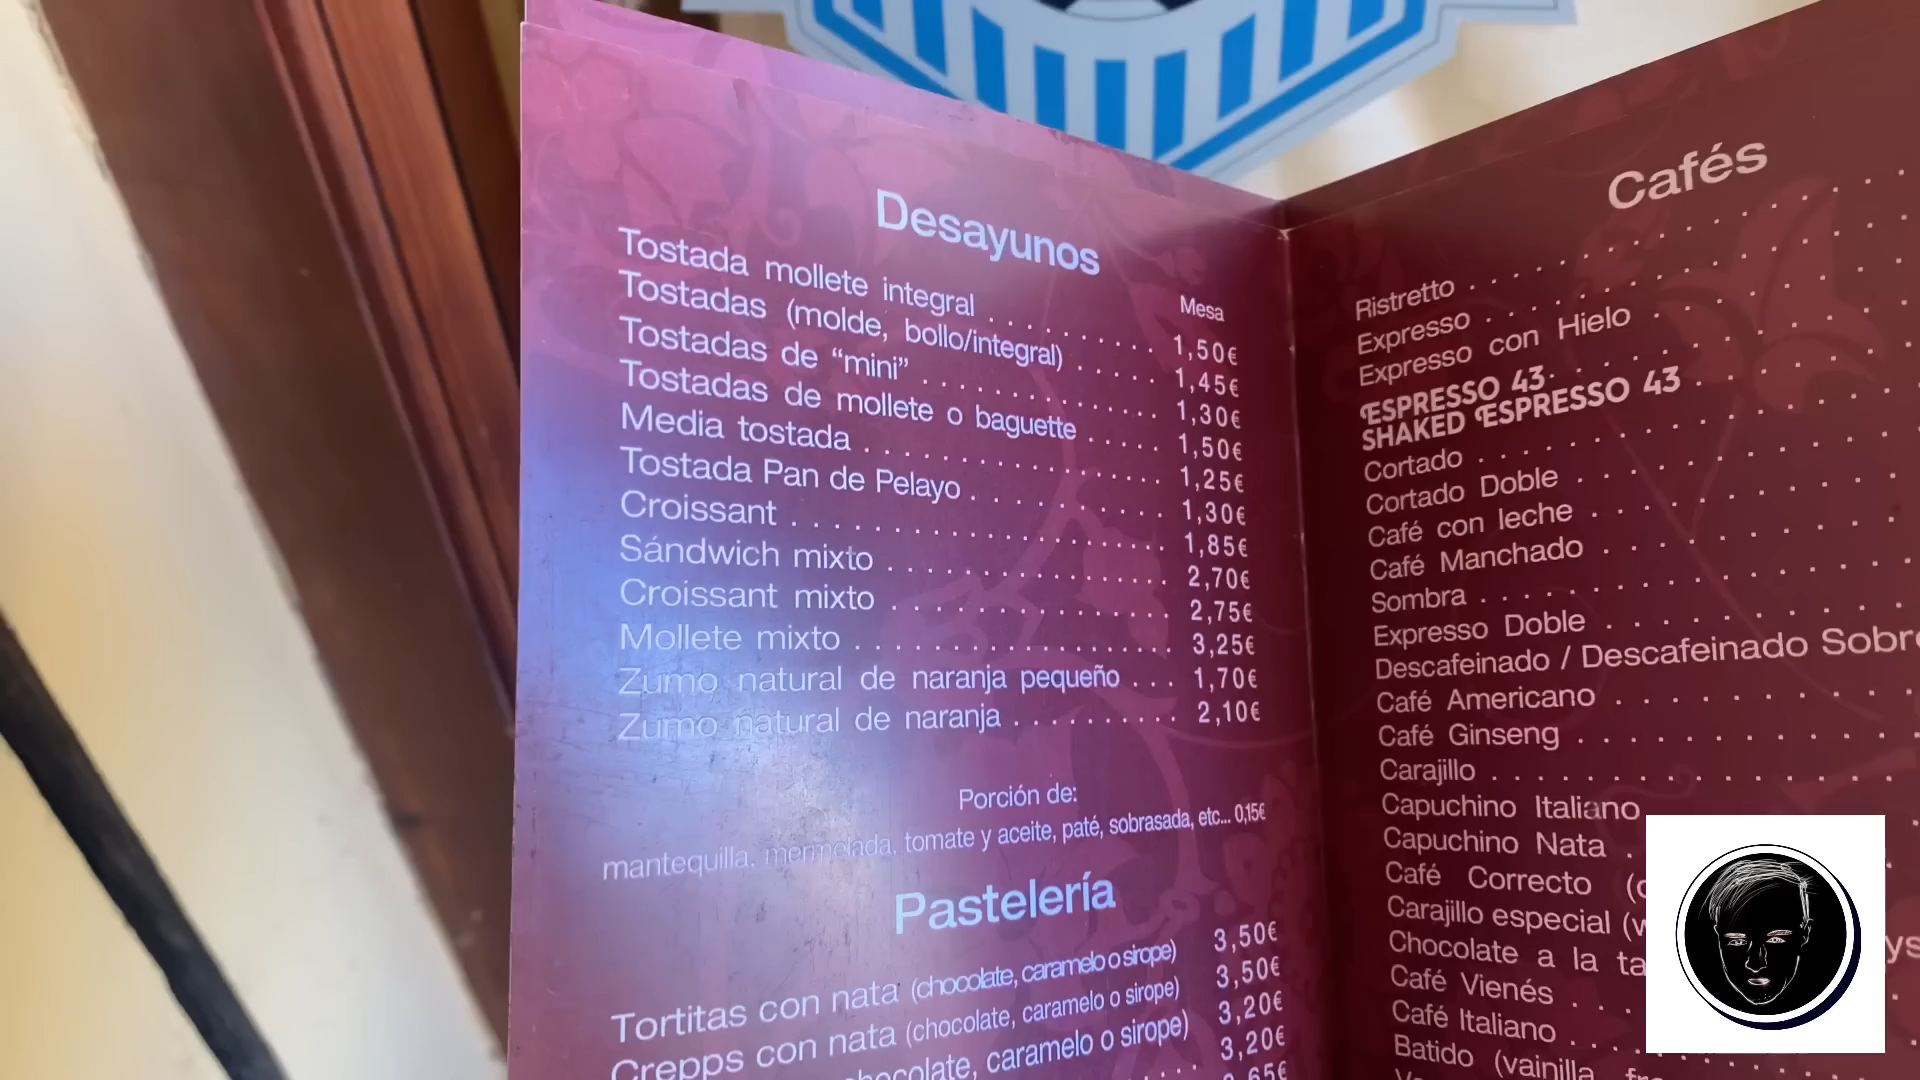 Desayunos
Mesa
Tostada mollete integral . . . . . . . . . 1,50€
Tostadas (molde, bollo/integral) . . . . . 1,45€
Tostadas de “mini” . . . . . . . . . . . . . 1,30€
Tostadas de mollete o baguette . . . . . 1,50€
Media tostada . . . . . . . . . . . . . . . . 1,25€
Tostada Pan de Pelayo . . . . . . . . . . 1,30€
Croissant . . . . . . . . . . . . . . . . . . . 1,85€
Sándwich mixto . . . . . . . . . . . . . . . 2,70€
Croissant mixto . . . . . . . . . . . . . . . 2,75€
Mollete mixto . . . . . . . . . . . . . . . . . 3,25€
Zumo natural de naranja pequeño . . . 1,70€
Zumo natural de naranja . . . . . . . . . . 2,10€
Porción de:
mantequilla, mermelada, tomate y aceite, paté, sobrasada, etc... 0,15€
Pastelería
Tortitas con nata (chocolate, caramelo o sirope) 3,50€
Crepps con nata (chocolate, caramelo o sirope) 3,50€
caramelo o sirope) 3,20€
3,20€
Cafés
Ristretto . . . . . . . . . .
Expresso . . . . . . . . . .
Expresso con Hielo . . . . . .
ESPRESSO 43 . . . . . . . .
SHAKED ESPRESSO 43 . . . . . .
Cortado . . . . . . . . . . . .
Cortado Doble . . . . . . . . .
Café con leche . . . . . . . . .
Café Manchado . . . . . . . . .
Sombra . . . . . . . . . . . . .
Expresso Doble . . . . . . . . .
Descafeinado / Descafeinado
Café Americano . . . . . . . . .
Café Ginseng . . . . . . . . . .
Carajillo . . . . . . . . . . . . .
Capuchino Italiano
Capuchino Nata .
Café Correcto
Carajillo especial
Chocolate a la
Café Vienés .
Café Italiano . . .
Batido (vainilla,